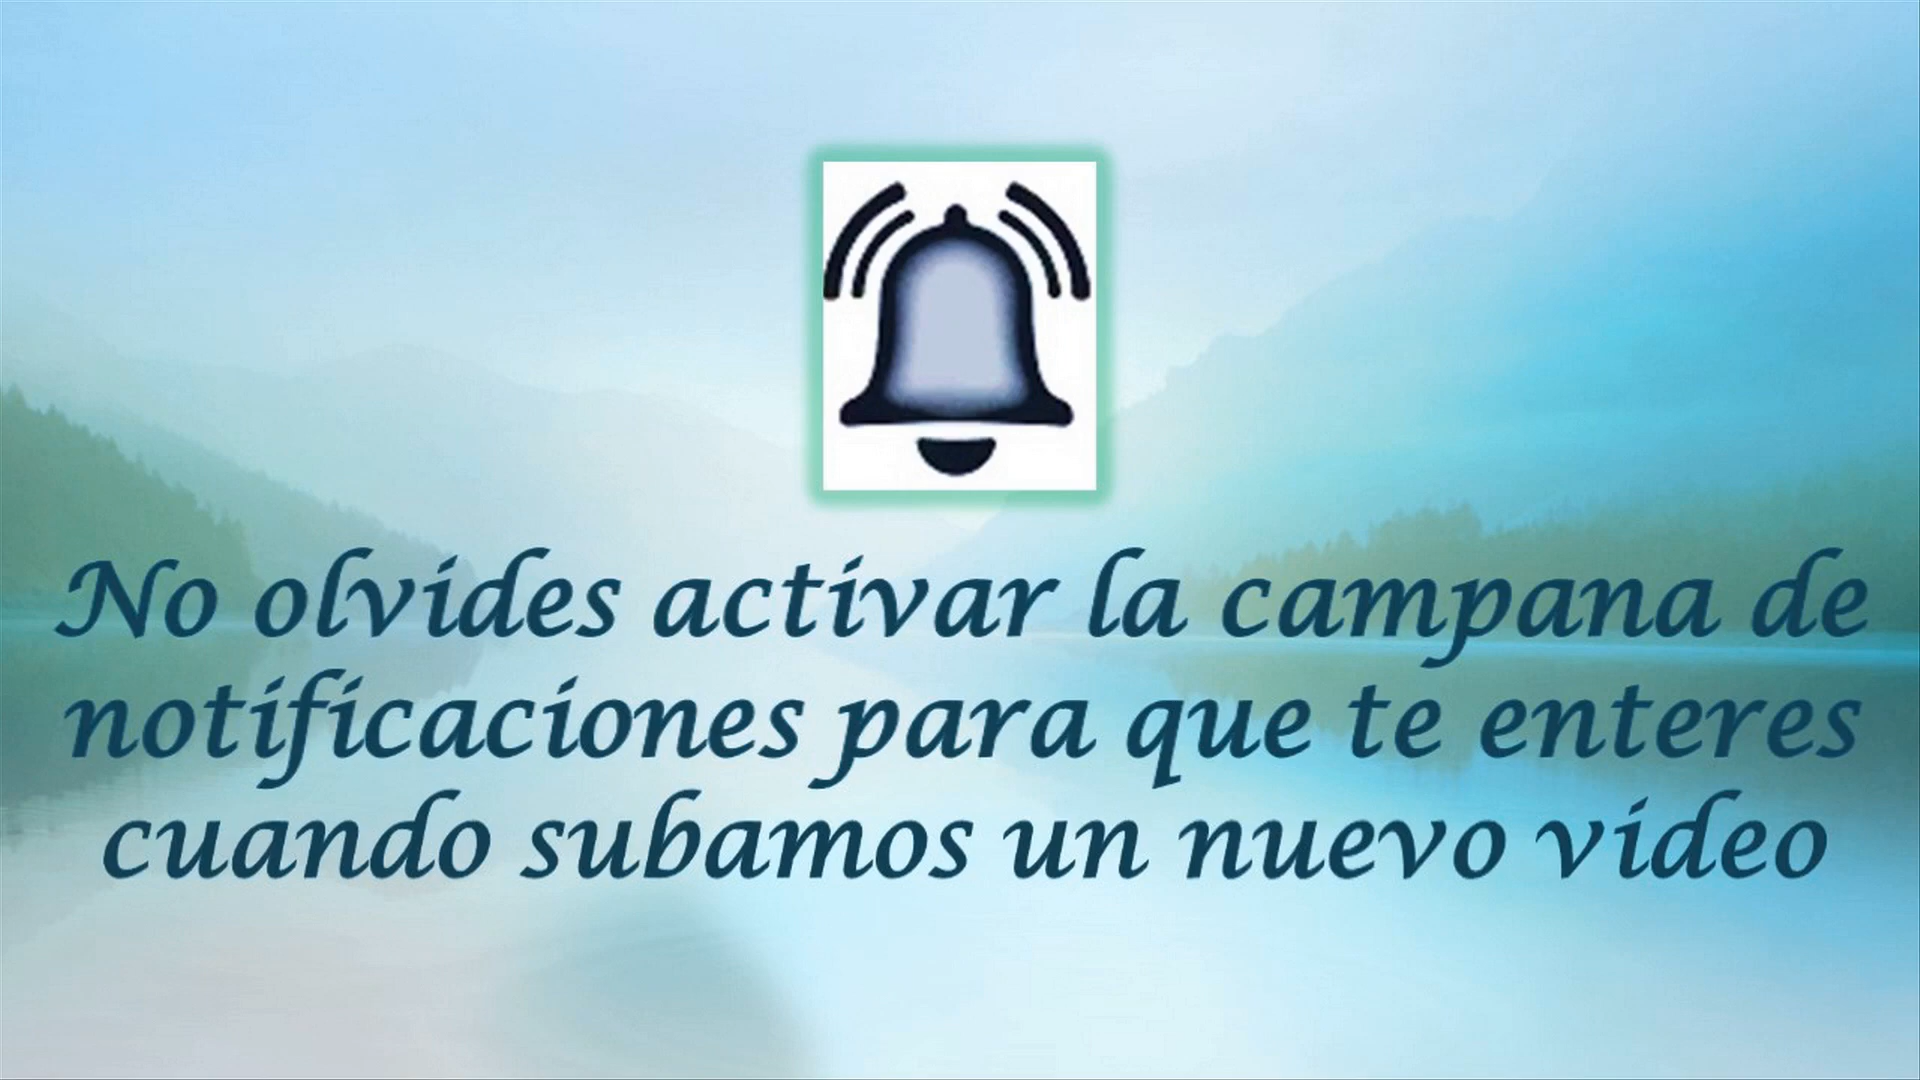 No olvides activar la campana de
notificaciones para que te enteres
cuando subamos un nuevo video